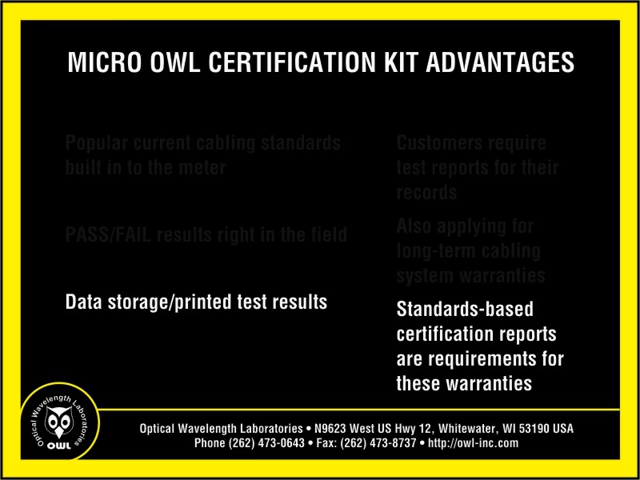 MICRO OWL CERTIFICATION KIT ADVANTAGES
Popular current cabling standards
built in to the meter
PASS/FAIL results right in the field
Data storage/printed test results
Customers require
test reports for their
records
Also applying for
long-term cabling
system warranties
Standards-based
certification reports
are requirements for
these warranties
Optical Wavelength Laboratories
OWL
Optical Wavelength Laboratories • N9623 West US Hwy 12, Whitewater, WI 53190 USA
Phone (262) 473-0643 • Fax: (262) 473-8737 • http://owl-inc.com